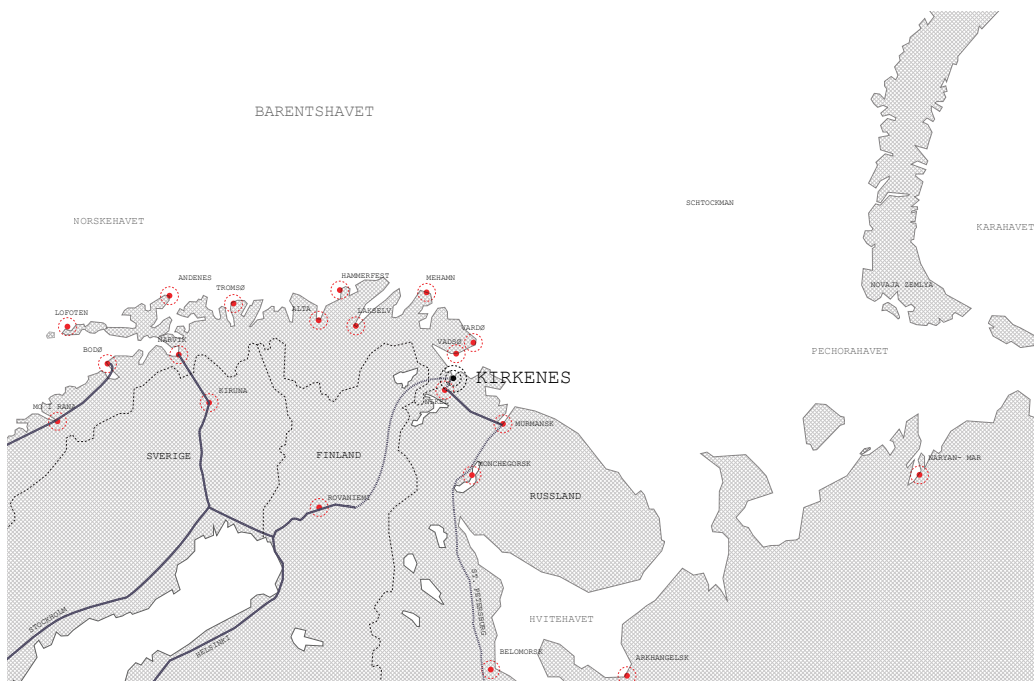 BARENTSHAVET
SCHTOCKMAN
NORSKEHAVET
KARAHAVET
ANDENES
HAMMERFEST
MEHAMN
TROMSØ
NOVAJA ZEMLYA
LOFOTEN
ALTA
LAKSELV
VARDØ
NARVIK
VADSØ
BODØ
PECHORAHAVET
KIRKENES
KIRUNA
MO I RANA
MURMANSK
SVERIGE
FINLAND
MONCHEGORSK
NARYAN- MAR
ROVANIEMI
RUSSLAND
ST. PETERSBURG
STOCKHOLM
HVITEHAVET
HELSINKI
BELOMORSK
ARKHANGELSK